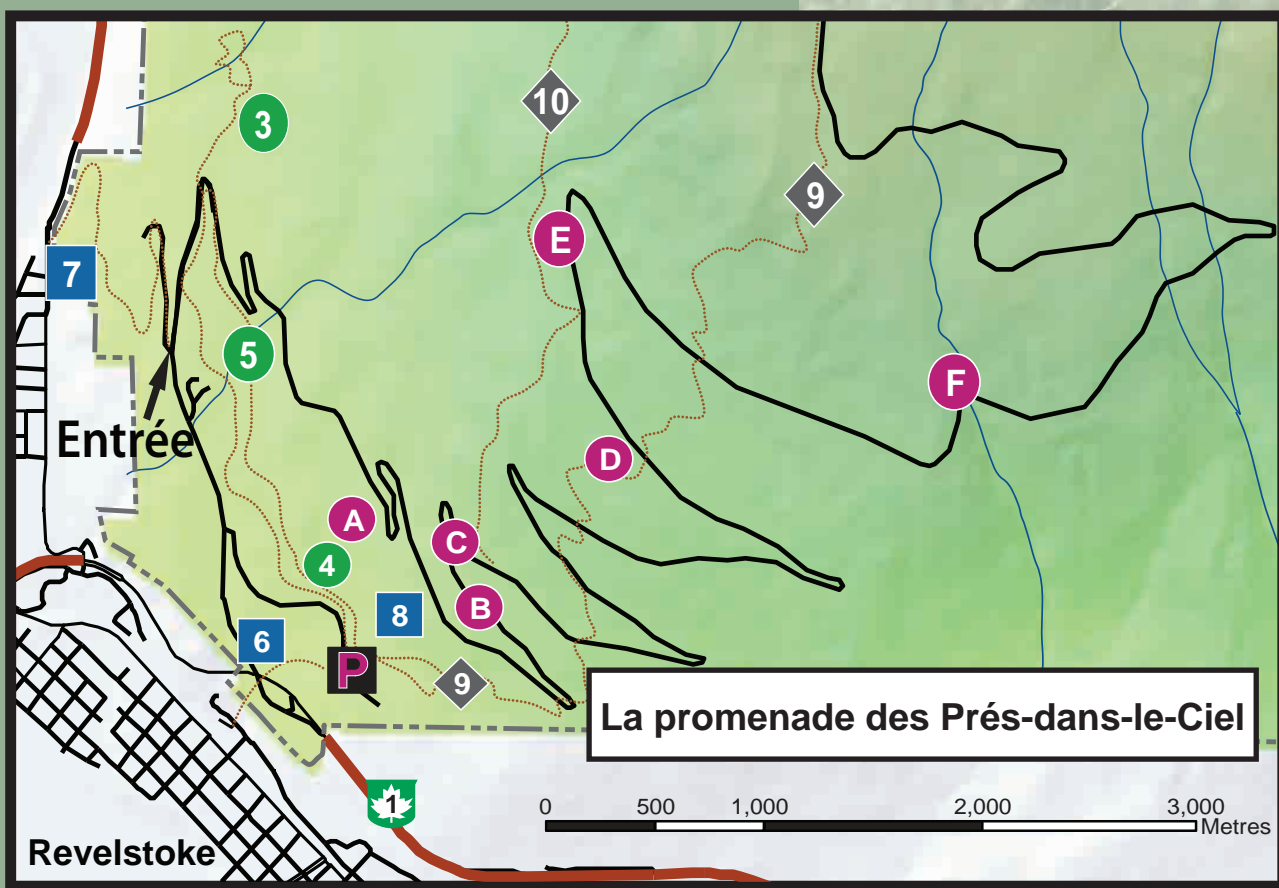 10
3
9
E
7
5
F
Entrée
D
A
C
4
B
8
6
P
9
La promenade des Prés-dans-le-Ciel
1
0 500 1,000 2,000 3,000
Metres
Revelstoke